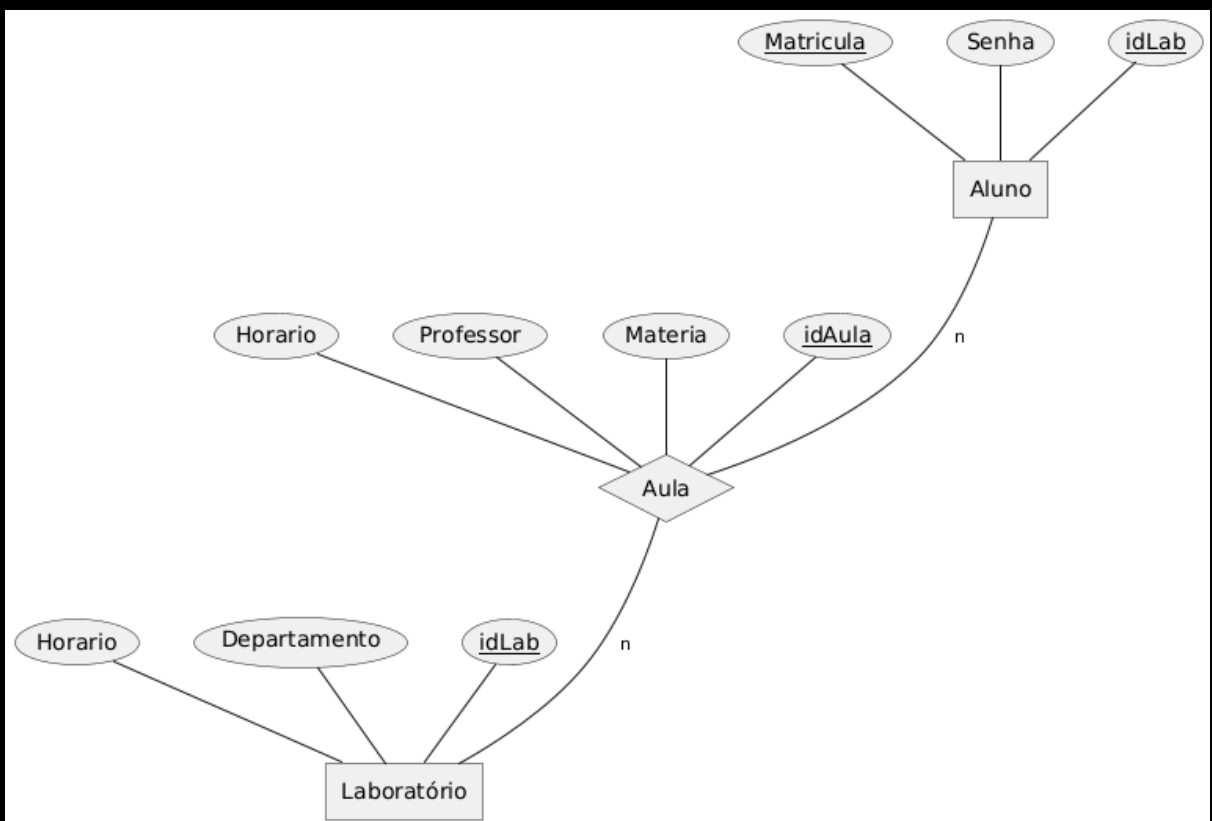 Matricula
Senha
idLab
Aluno
Horario
Professor
Materia
idAula
n
Aula
Horario
Departamento
idLab
n
Laboratório